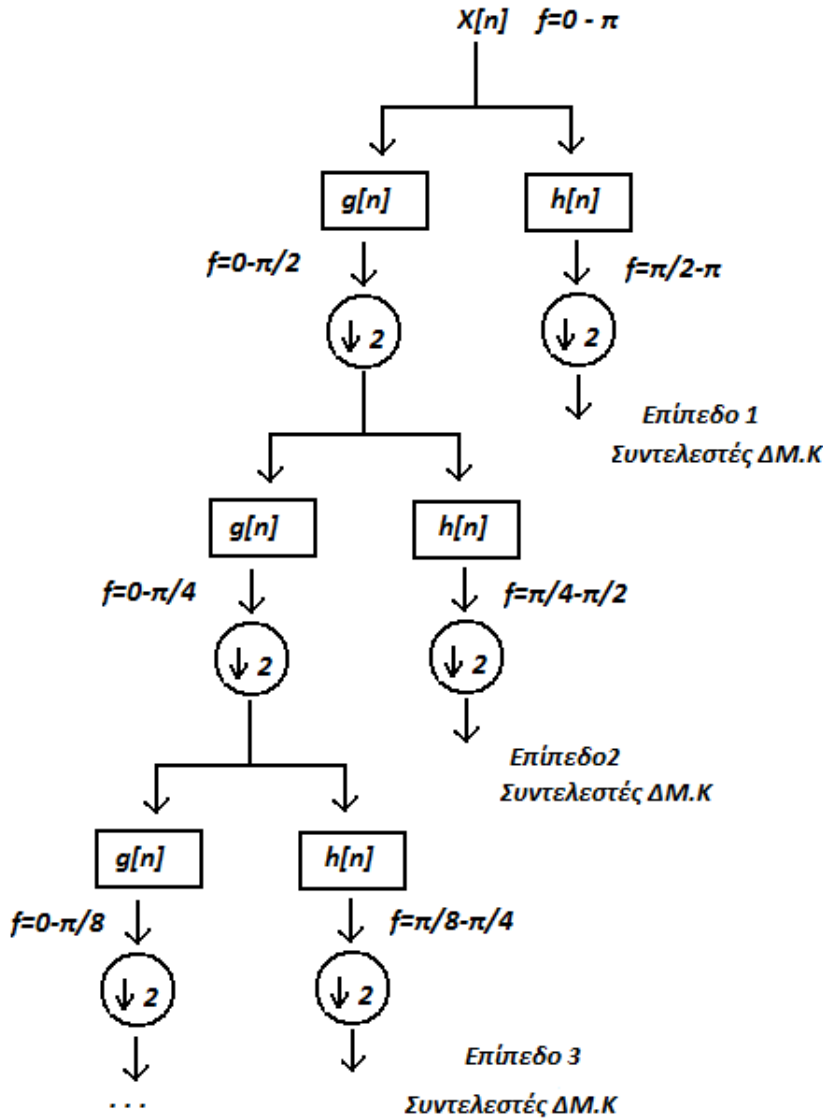 X[n] f=0 - π
g[n] h[n]
f=0-π/2 f=π/2-π
2 2
Επίπεδο 1
Συντελεστές ΔΜ.Κ
g[n] h[n]
f=0-π/4 f=π/4-π/2
2 2
Επίπεδο2
Συντελεστές ΔΜ.Κ
g[n] h[n]
f=0-π/8 f=π/8-π/4
2 2
Επίπεδο 3
. . . Συντελεστές ΔΜ.Κ